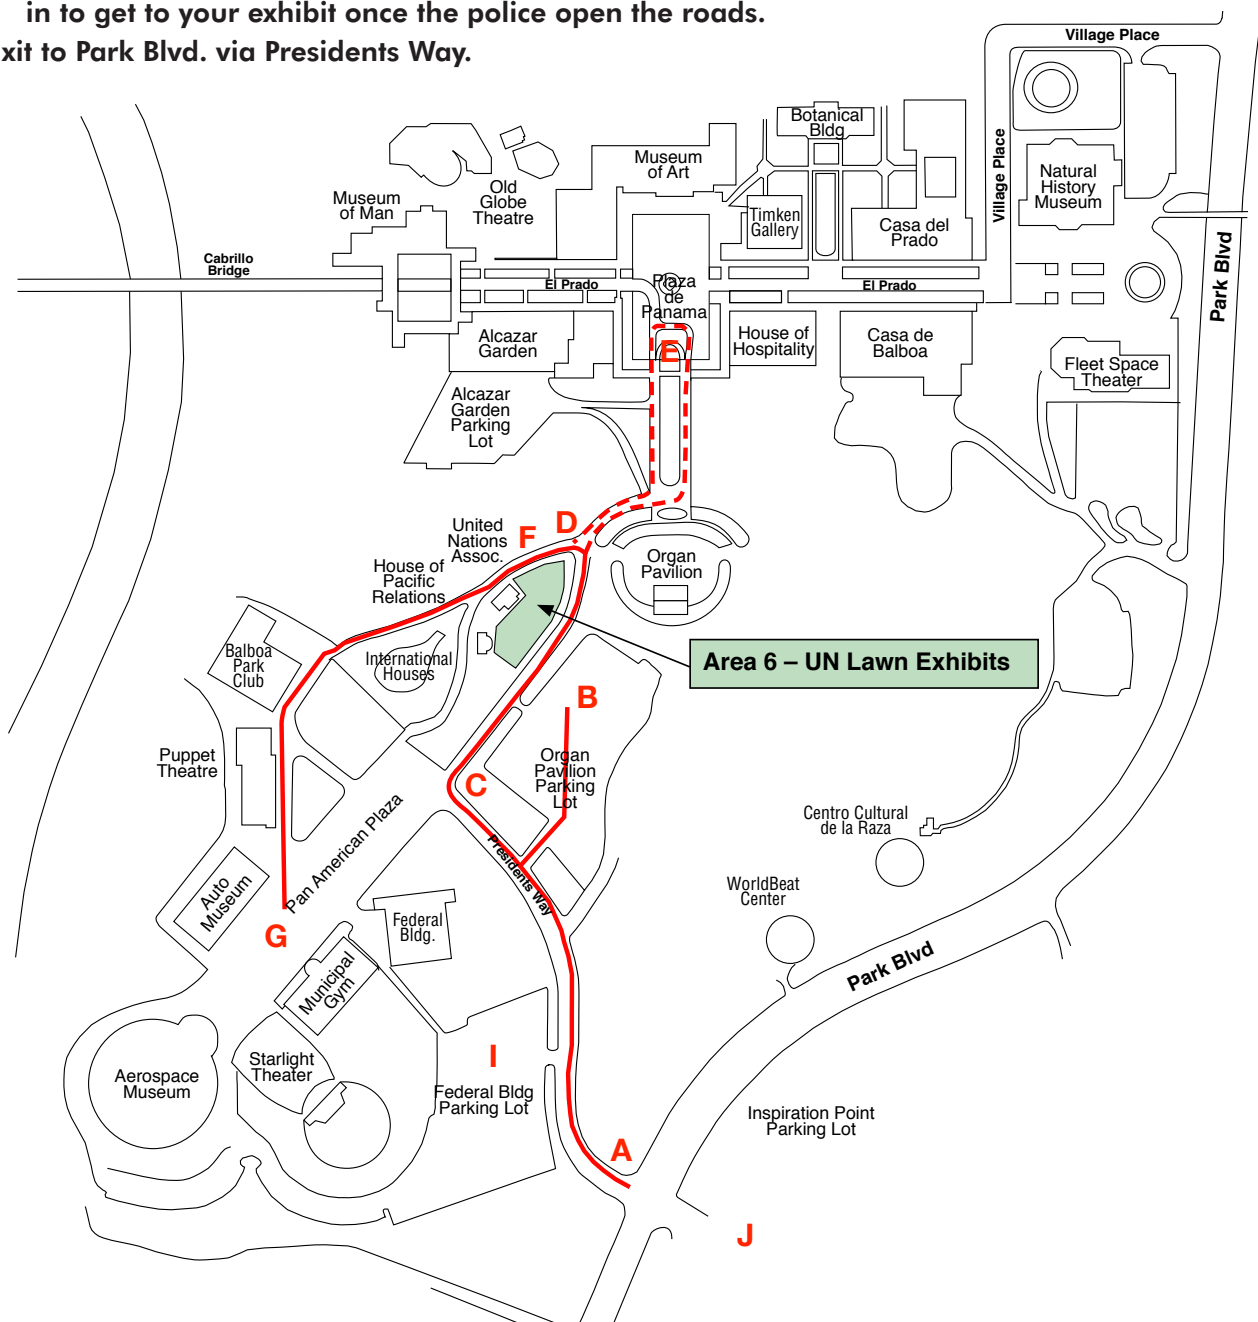 in to get to your exhibit once the police open the roads.
xit to Park Blvd. via Presidents Way.
Village Place
Botanical
Bldg
Museum
of Art
Old
Globe
Theatre
Museum
of Man
Timken
Gallery
Casa del
Prado
Village Place
Natural
History
Museum
Park Blvd
Cabrillo
Bridge
El Prado
Plaza
de
Panama
El Prado
Alcazar
Garden
E
House of
Hospitality
Casa de
Balboa
Fleet Space
Theater
Alcazar
Garden
Parking
Lot
United
Nations
Assoc.
F
D
Organ
Pavilion
House of
Pacific
Relations
Balboa
Park
Club
International
Houses
Area 6 – UN Lawn Exhibits
B
Puppet
Theatre
Organ
Pavilion
Parking
Lot
C
Pan American Plaza
Presidents Way
Centro Cultural
de la Raza
WorldBeat
Center
Auto
Museum
G
Federal
Bldg.
Park Blvd
Municipal
Gym
I
Starlight
Theater
Aerospace
Museum
Federal Bldg
Parking Lot
Inspiration Point
Parking Lot
A
J